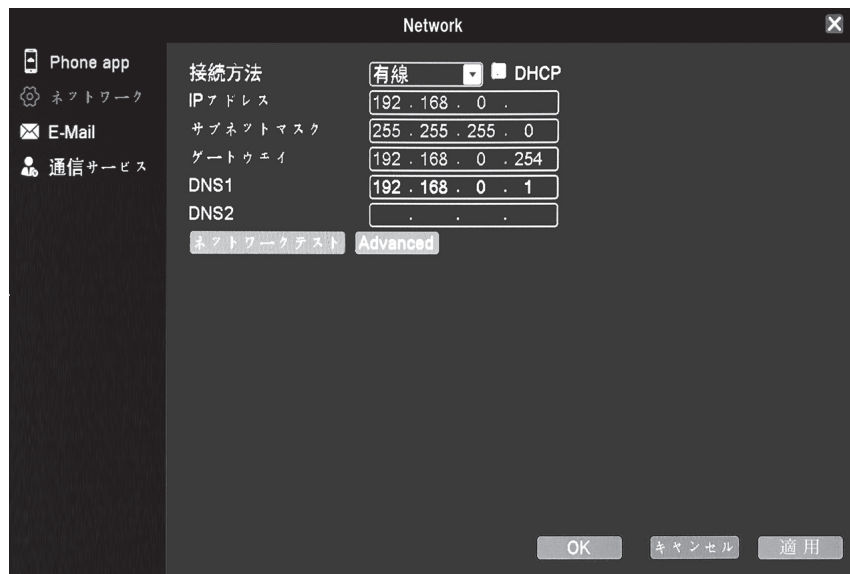 Network
Phone app
ネットワーク
E-Mail
通信サービス
接続方法 有線 DHCP
IPアドレス 192 . 168 . 0 .
サブネットマスク 255 . 255 . 255 . 0
ゲートウェイ 192 . 168 . 0 . 254
DNS1 192 . 168 . 0 . 1
DNS2 . . .
ネットワークテスト Advanced
OK キャンセル 適用